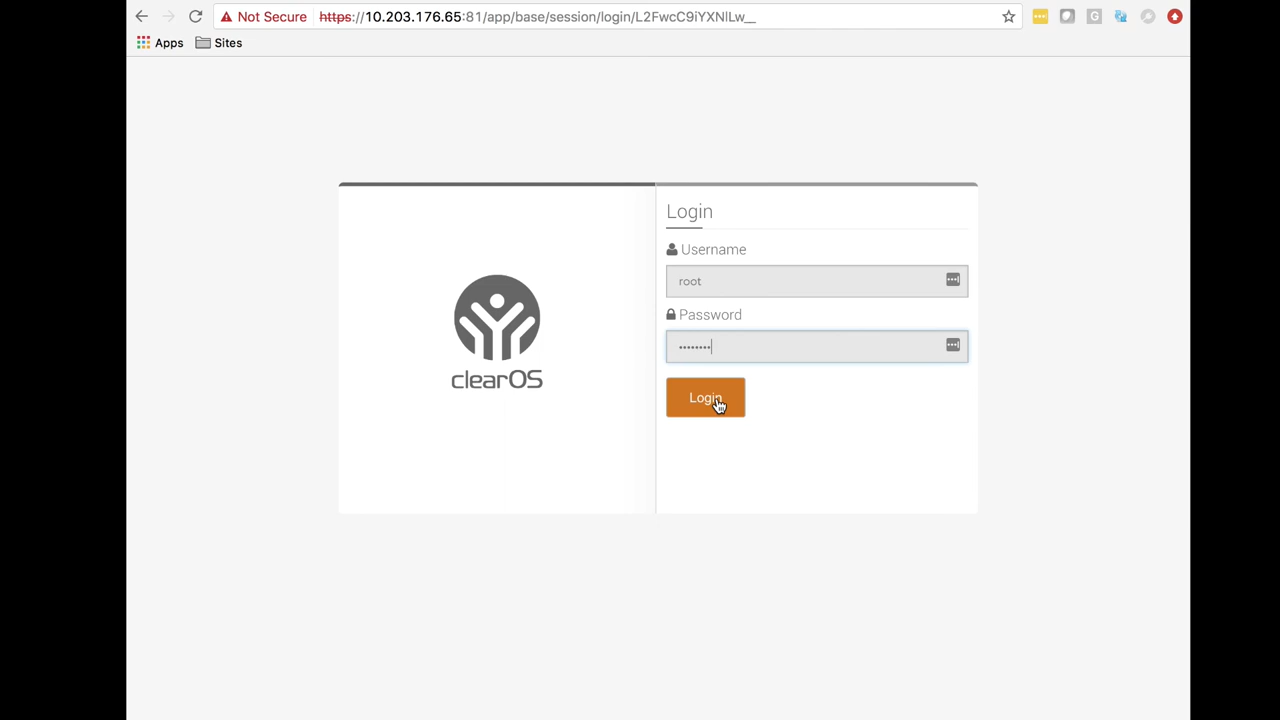 Not Secure https://10.203.176.65:81/app/base/session/login/L2FwcC9iYXNlLw__
Apps Sites
Login
Username
root
Password
Login
clearOS